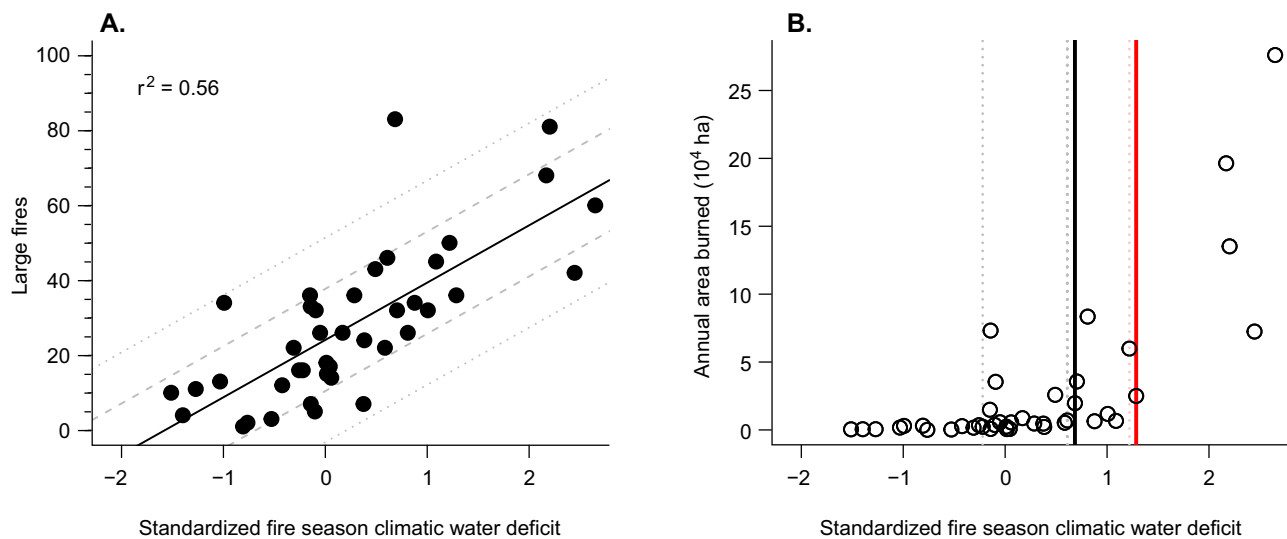 A.
100
80
60
40
20
0
Large fires
r² = 0.56
−2 −1 0 1 2
Standardized fire season climatic water deficit
B.
25
20
15
10
5
0
Annual area burned (10⁴ ha)
−2 −1 0 1 2
Standardized fire season climatic water deficit